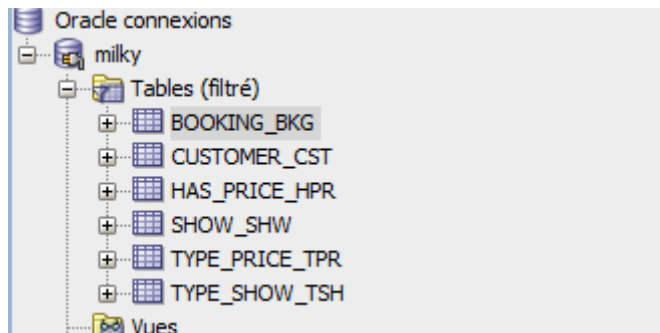 Oracle connexions
milky
Tables (filtré)
BOOKING_BKG
CUSTOMER_CST
HAS_PRICE_HPR
SHOW_SHW
TYPE_PRICE_TPR
TYPE_SHOW_TSH
Vues